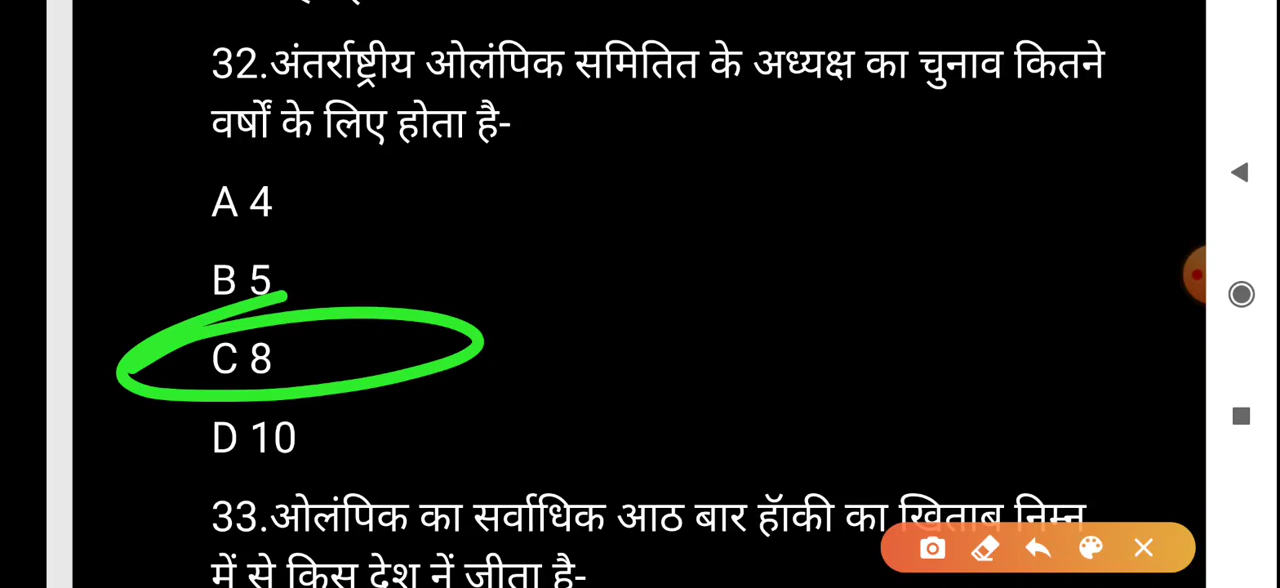 32.अंतर्राष्ट्रीय ओलंपिक समितित के अध्यक्ष का चुनाव कितने
वर्षों के लिए होता है-
A 4
B 5
C 8
D 10
33.ओलंपिक का सर्वाधिक आठ बार हॅाकी का खिताब निम्न
में से किस देश नें जीता है-